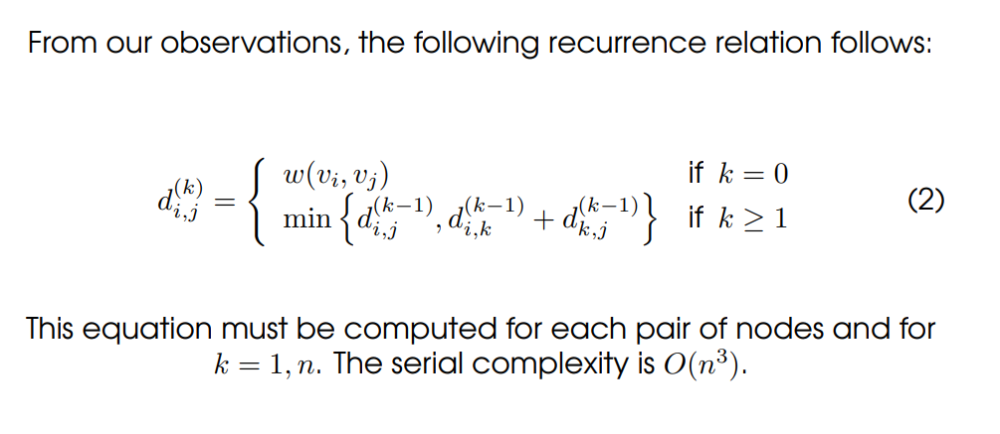 From our observations, the following recurrence relation follows:
$d_{i,j}^{(k)} = \begin{cases} w(v_i, v_j) & \text{if } k = 0 \\ \min \left\{ d_{i,j}^{(k-1)}, d_{i,k}^{(k-1)} + d_{k,j}^{(k-1)} \right\} & \text{if } k \geq 1 \end{cases}$ (2)
This equation must be computed for each pair of nodes and for
$k = 1, n$. The serial complexity is $O(n^3)$.